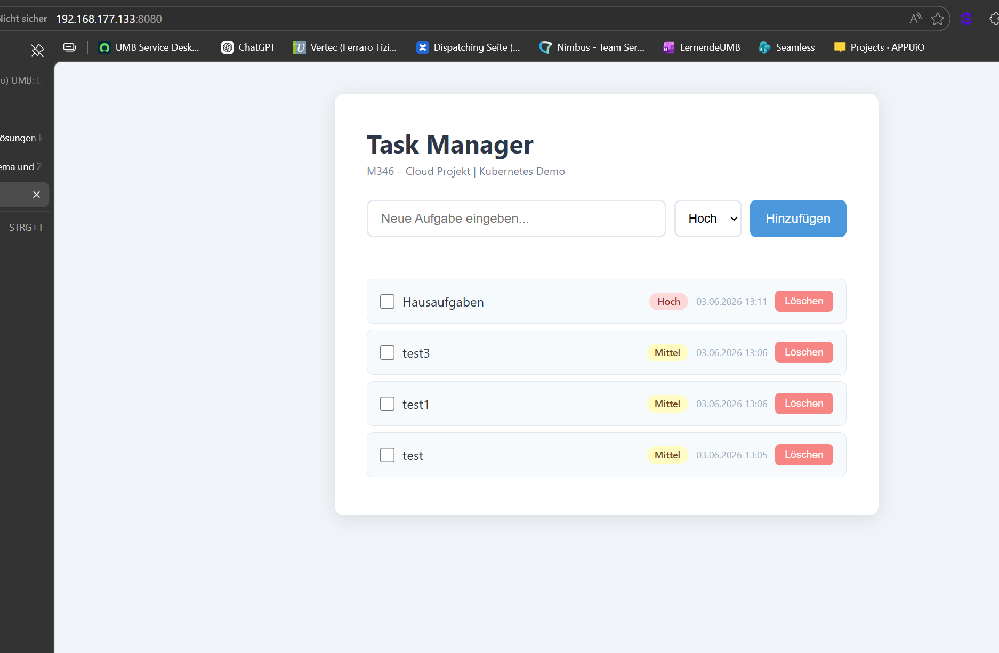 Nicht sicher 192.168.177.133:8080
UMB Service Desk... ChatGPT Vertec (Ferraro Tizi... Dispatching Seite (... Nimbus - Team Ser... LernendeUMB Seamless Projects · APPUiO
o) UMB: L
ösungen k
ema und Z
STRG+T
Task Manager
M346 – Cloud Projekt | Kubernetes Demo
Neue Aufgabe eingeben... Hoch Hinzufügen
Hausaufgaben Hoch 03.06.2026 13:11 Löschen
test3 Mittel 03.06.2026 13:06 Löschen
test1 Mittel 03.06.2026 13:06 Löschen
test Mittel 03.06.2026 13:05 Löschen